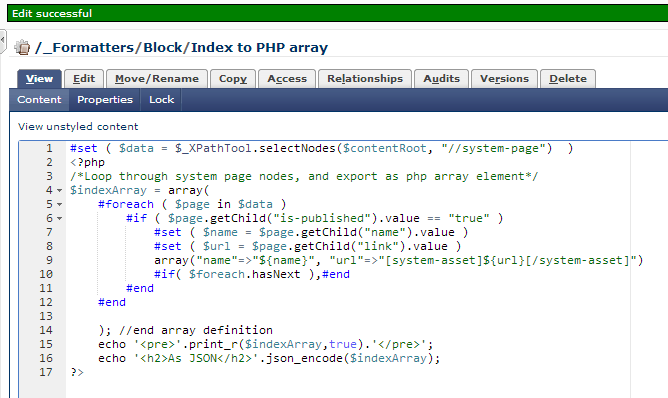 Edit successful
/_Formatters/Block/Index to PHP array
View Edit Move/Rename Copy Access Relationships Audits Versions Delete
Content Properties Lock
View unstyled content
1 #set ( $data = $_XPathTool.selectNodes($contentRoot, "//system-page")  )
2 <?php
3 /*Loop through system page nodes, and export as php array element*/
4 $indexArray = array(
5     #foreach ( $page in $data )
6         #if ( $page.getChild("is-published").value == "true" )
7             #set ( $name = $page.getChild("name").value )
8             #set ( $url = $page.getChild("link").value )
9             array("name"=>"${name}", "url"=>"[system-asset]${url}[/system-asset]")
10             #if( $foreach.hasNext ),#end
11         #end
12     #end
13
14     ); //end array definition
15     echo '<pre>'.print_r($indexArray,true).'</pre>';
16     echo '<h2>As JSON</h2>'.json_encode($indexArray);
17 ?>